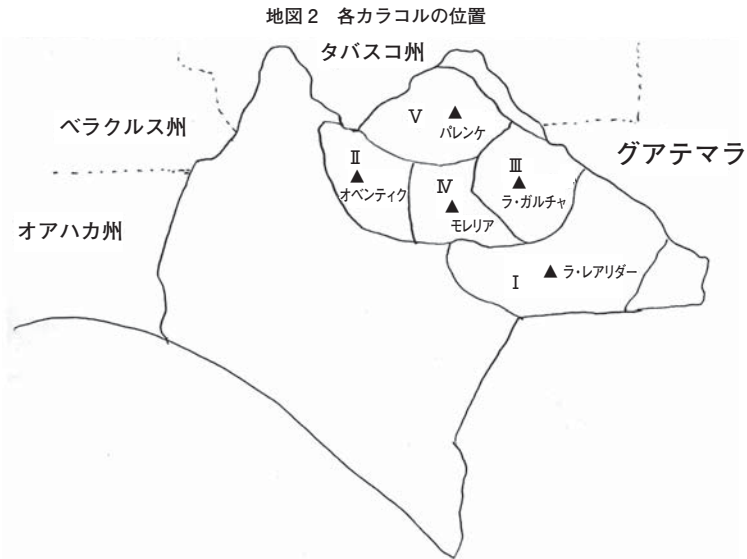 地図2 各カラコルの位置
タバスコ州
ベラクルス州
Ⅴ
パレンケ
グアテマラ
Ⅱ
オベンティク
Ⅳ
モレリア
Ⅲ
ラ・ガルチャ
オアハカ州
Ⅰ
ラ・レアリダー